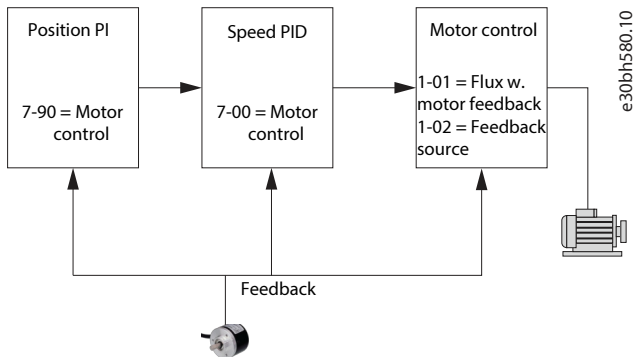 Position PI
7-90 = Motor
control
Speed PID
7-00 = Motor
control
Motor control
1-01 = Flux w.
motor feedback
1-02 = Feedback
source
Feedback
e30bh580.10